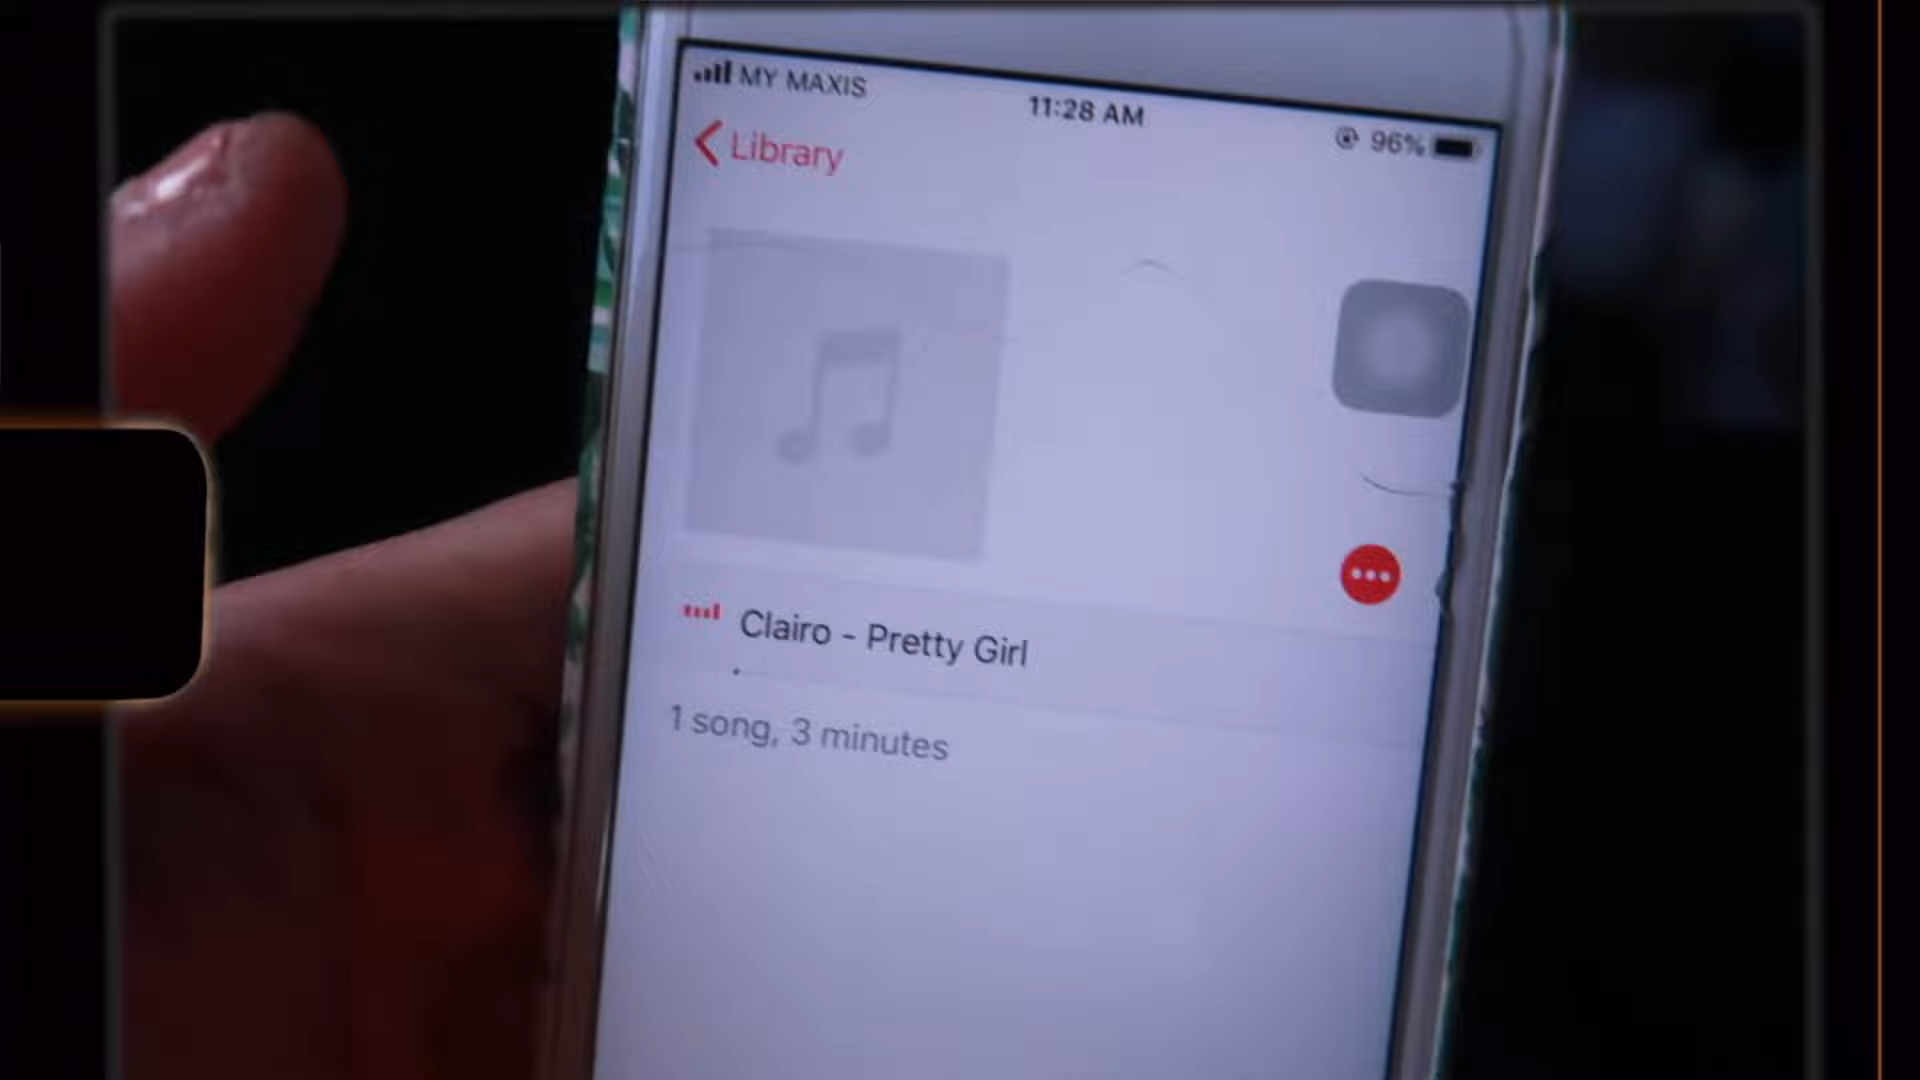 MY MAXIS
11:28 AM
96%
Library
Clairo - Pretty Girl
1 song, 3 minutes